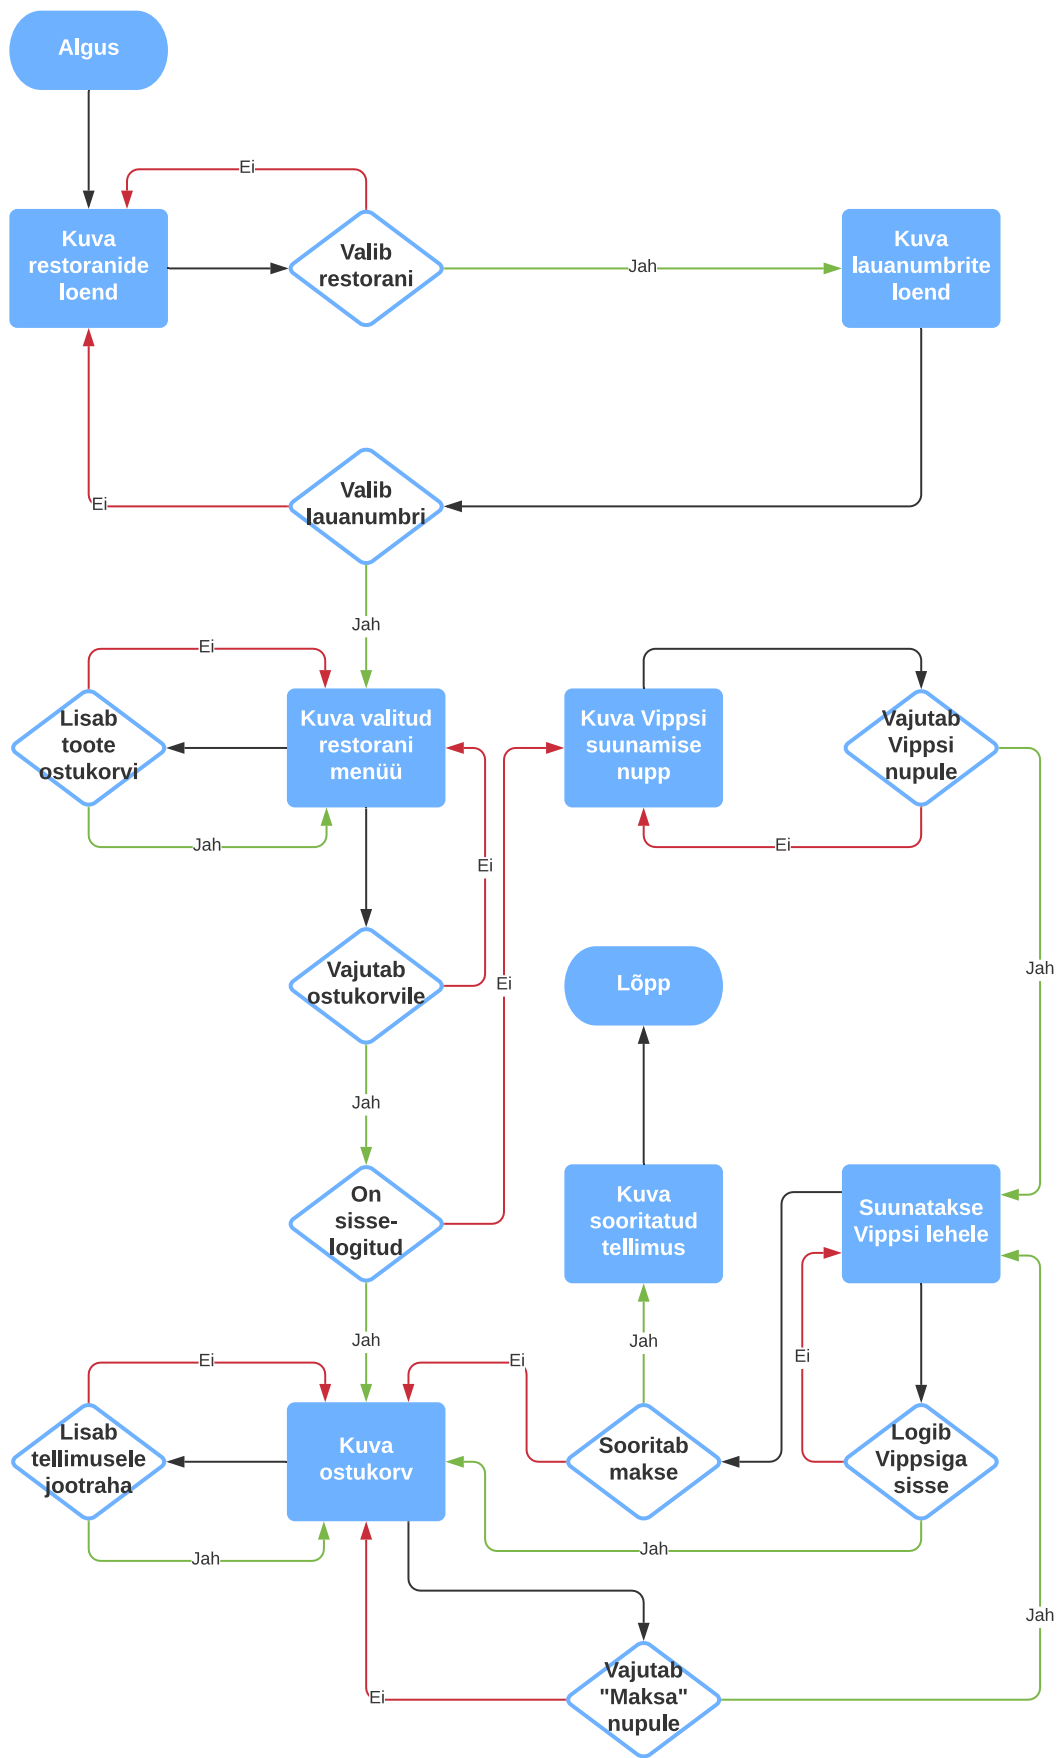 Algus
Ei
Kuva
restoranide
loend
Valib
restorani
Jah
Kuva
lauanumbrite
loend
Valib
lauanumbri
Ei
Jah
Ei
Lisab
toote
ostukorvi
Kuva valitud
restorani
menüü
Kuva Vippsi
suunamise
nupp
Vajutab
Vippsi
nupule
Jah
Ei
Ei
Vajutab
ostukorvile
Ei
Lõpp
Jah
Jah
On
sisse-
logitud
Kuva
sooritatud
tellimus
Suunatakse
Vippsi lehele
Jah
Jah
Ei
Ei
Ei
Lisab
tellimusele
jootraha
Kuva
ostukorv
Sooritab
makse
Logib
Vippsiga
sisse
Jah
Jah
Jah
Vajutab
"Maksa"
nupule
Ei